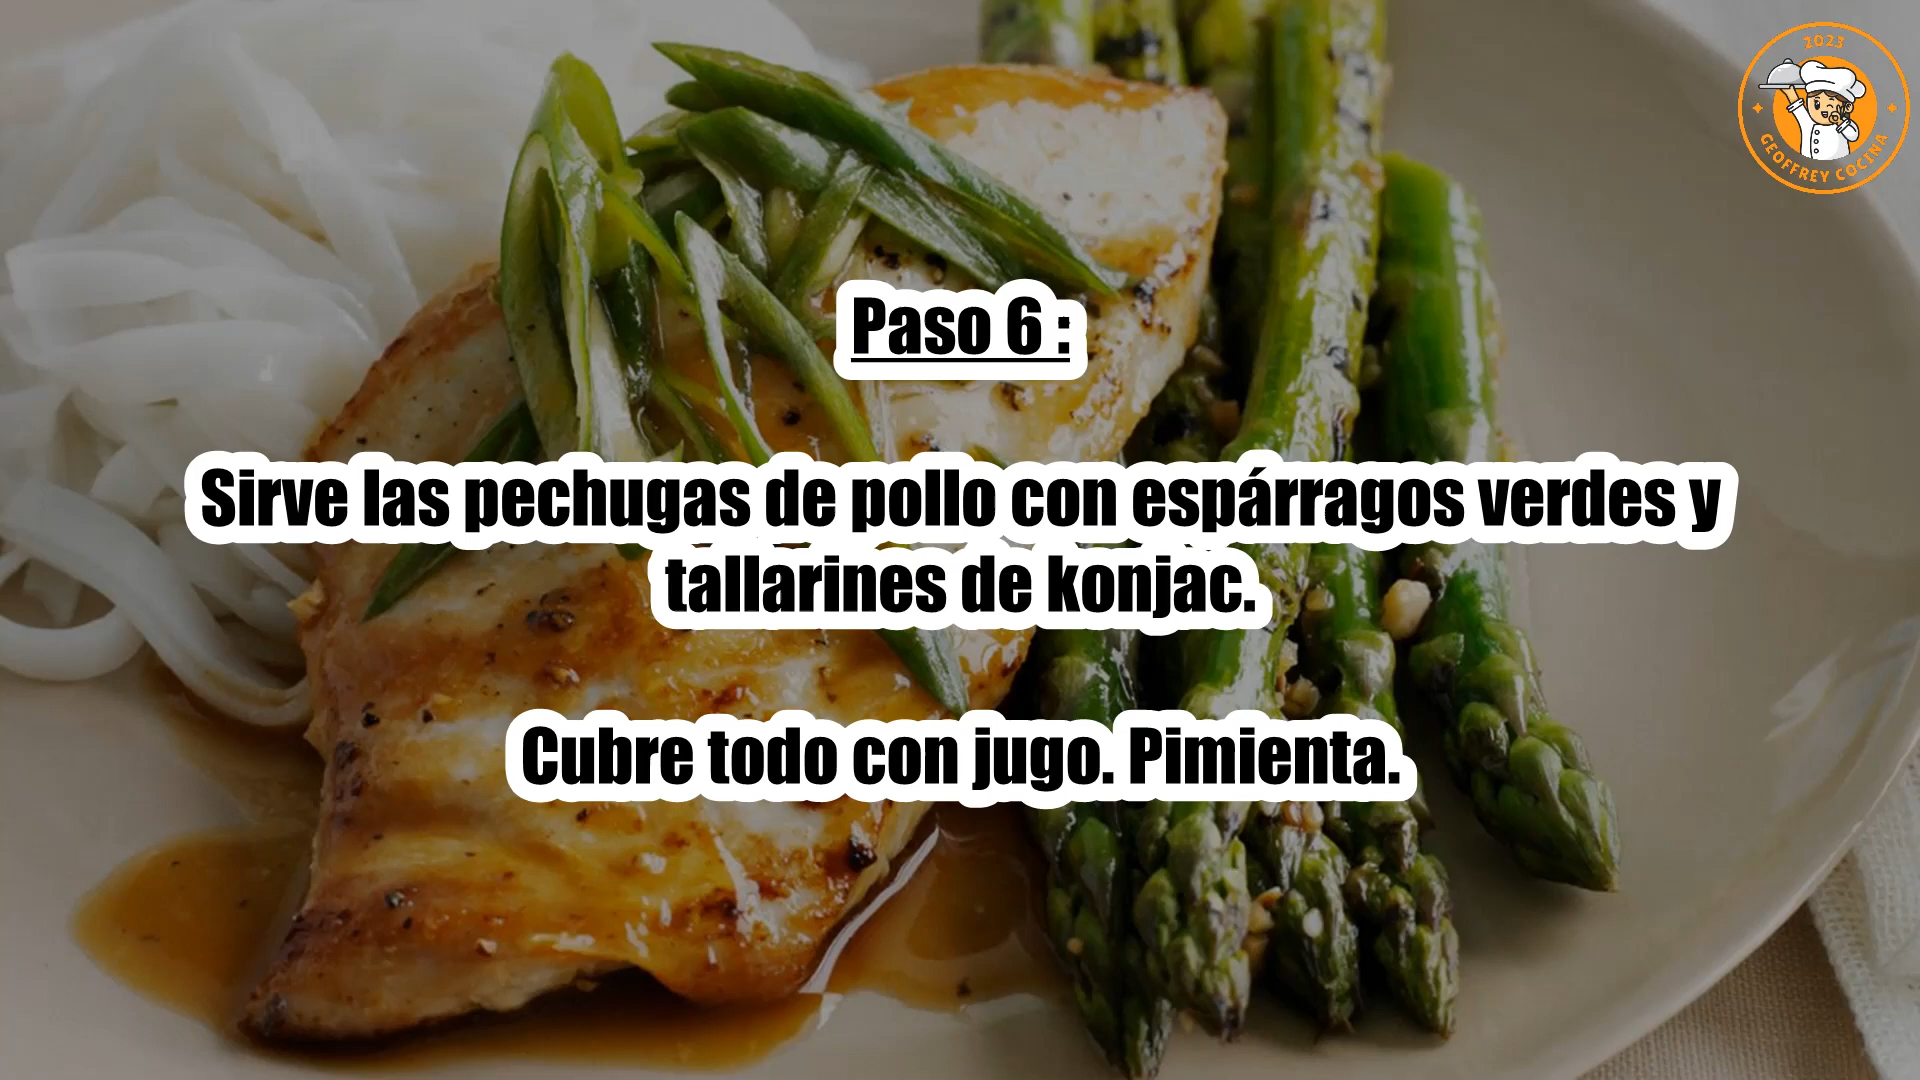 2023
GEOFFREY COCINA
Paso 6 :
Sirve las pechugas de pollo con espárragos verdes y
tallarines de konjac.
Cubre todo con jugo. Pimienta.